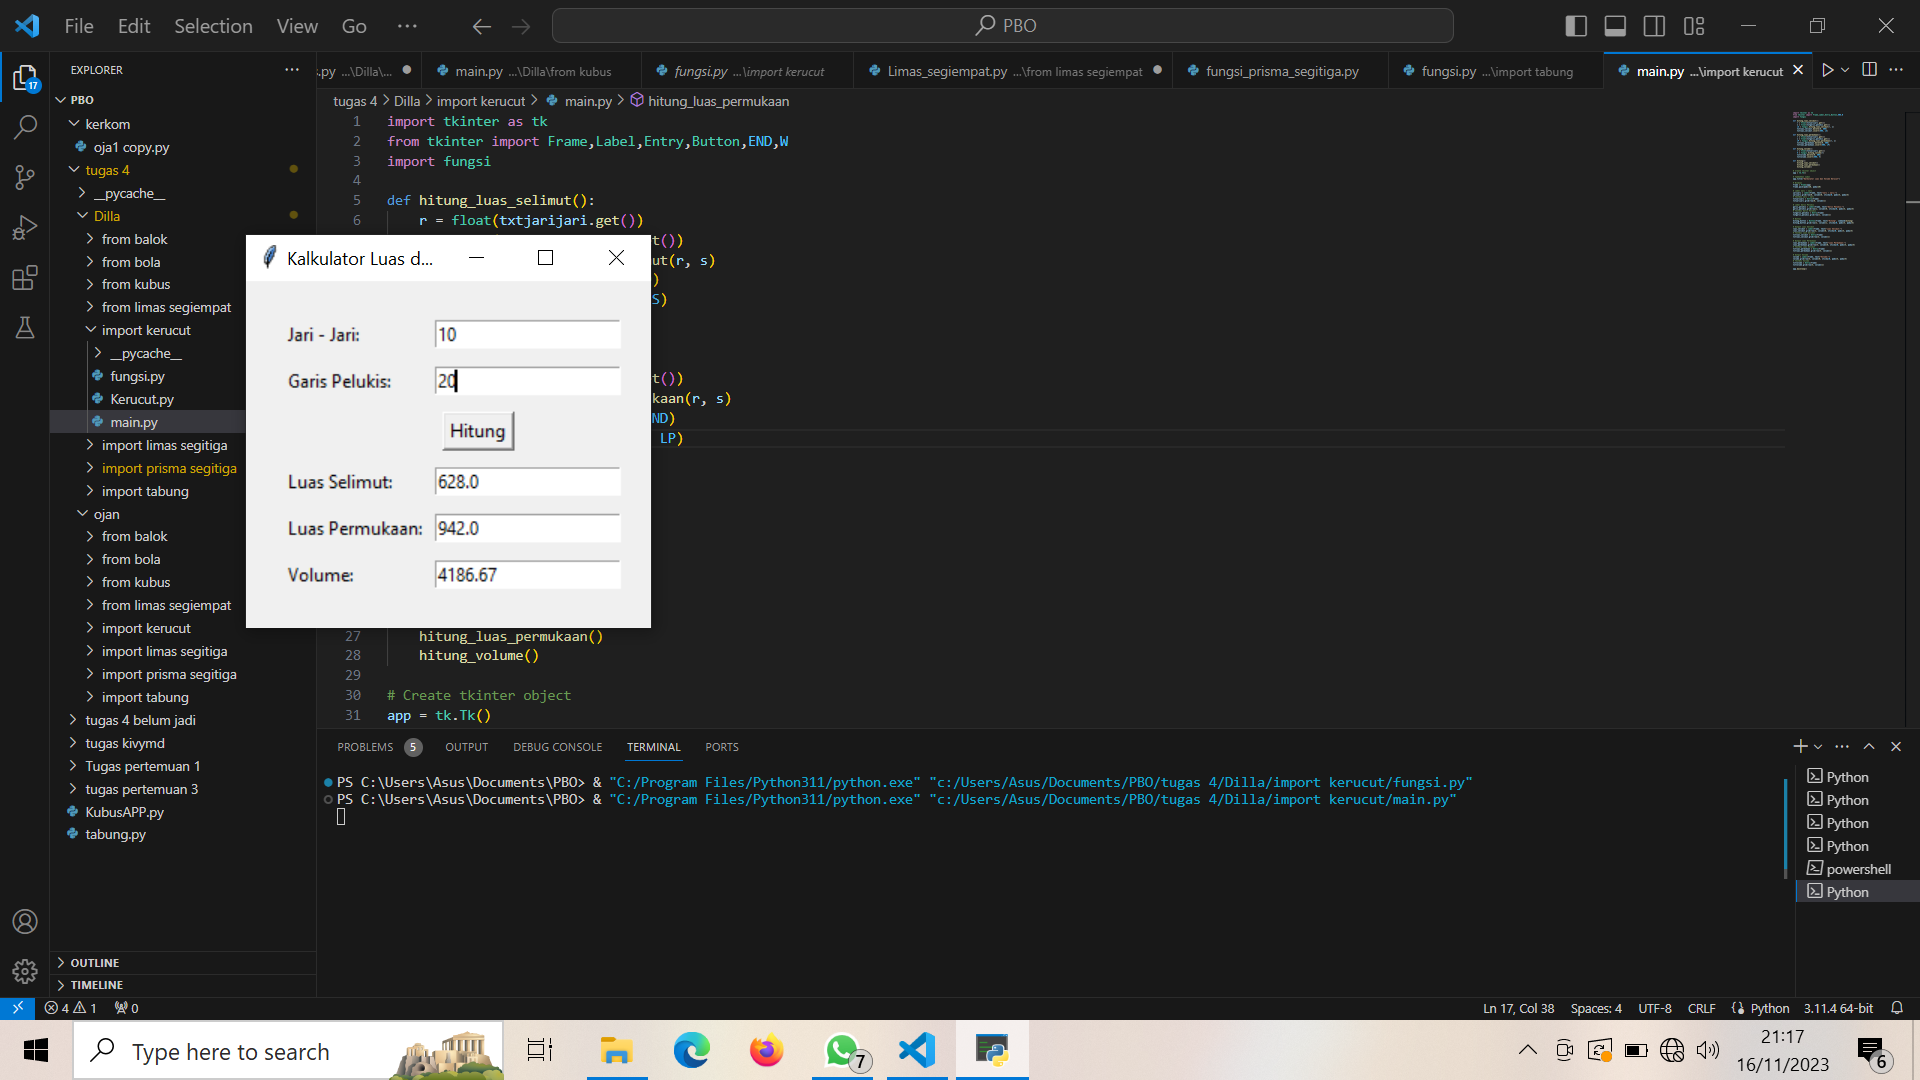 File Edit Selection View Go ··· PBO
EXPLORER ···
PBO
kerkom
oja1 copy.py
tugas 4
__pycache__
Dilla
from balok
from bola
from kubus
from limas segiempat
import kerucut
__pycache__
fungsi.py
Kerucut.py
main.py
import limas segitiga
import prisma segitiga
import tabung
ojan
from balok
from bola
from kubus
from limas segiempat
import kerucut
import limas segitiga
import prisma segitiga
import tabung
tugas 4 belum jadi
tugas kivymd
Tugas pertemuan 1
tugas pertemuan 3
KubusAPP.py
tabung.py
OUTLINE
TIMELINE
17
.py ...\Dilla\... main.py ...\Dilla\from kubus fungsi.py ...\import kerucut Limas_segiempat.py ...\from limas segiempat fungsi_prisma_segitiga.py fungsi.py ...\import tabung main.py ...\import kerucut
tugas 4 > Dilla > import kerucut > main.py > hitung_luas_permukaan
1 import tkinter as tk
2 from tkinter import Frame,Label,Entry,Button,END,W
3 import fungsi
4
5 def hitung_luas_selimut():
6 r = float(txtjarijari.get())
t())
ut(r, s)
)
S)
t())
kaan(r, s)
ND)
LP)
27 hitung_luas_permukaan()
28 hitung_volume()
29
30 # Create tkinter object
31 app = tk.Tk()
Kalkulator Luas d...
Jari - Jari: 10
Garis Pelukis: 20
Hitung
Luas Selimut: 628.0
Luas Permukaan: 942.0
Volume: 4186.67
PROBLEMS 5 OUTPUT DEBUG CONSOLE TERMINAL PORTS
PS C:\Users\Asus\Documents\PBO> & "C:/Program Files/Python311/python.exe" "c:/Users/Asus/Documents/PBO/tugas 4/Dilla/import kerucut/fungsi.py"
PS C:\Users\Asus\Documents\PBO> & "C:/Program Files/Python311/python.exe" "c:/Users/Asus/Documents/PBO/tugas 4/Dilla/import kerucut/main.py"
Python
Python
Python
Python
powershell
Python
4 1 0 Ln 17, Col 38 Spaces: 4 UTF-8 CRLF Python 3.11.4 64-bit
Type here to search
7
21:17
16/11/2023
6